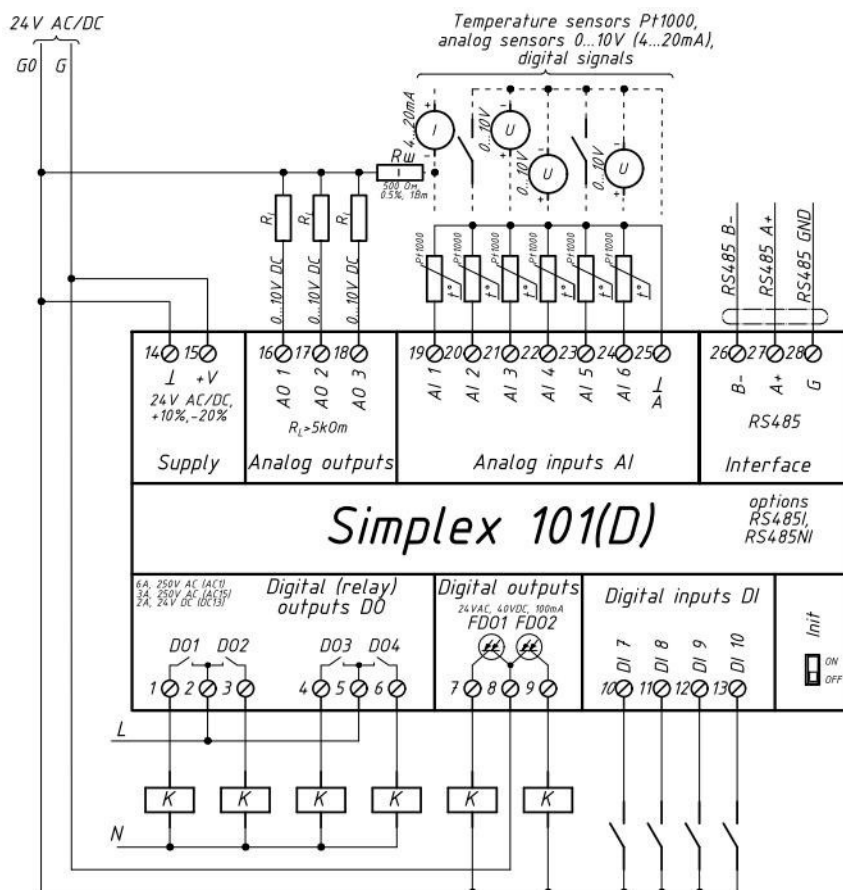 24V AC/DC
G0 G
Temperature sensors Pt1000,
analog sensors 0...10V (4...20mA),
digital signals
4...20mA
I
+
-
0...10V
U
-
+
0...10V
U
-
+
0...10V
U
-
+
Rш
500 Ом,
0.5%, 1Вт
RL
RL
RL
0...10V DC
0...10V DC
0...10V DC
Pt1000
Pt1000
Pt1000
Pt1000
Pt1000
Pt1000
t°
t°
t°
t°
t°
t°
RS485 B-
RS485 A+
RS485 GND
14 15
⊥ +V
24V AC/DC,
+10%,-20%
Supply
16 17 18
AO 1
AO 2
AO 3
RL>5kOm
Analog outputs
19 20 21 22 23 24 25
AI 1
AI 2
AI 3
AI 4
AI 5
AI 6
⊥
A
Analog inputs AI
26 27 28
B-
A+
G
RS485
Interface
Simplex 101(D)
options
RS485I,
RS485NI
6A, 250V AC (AC1)
3A, 250V AC (AC15)
2A, 24V DC (DC13)
Digital (relay)
outputs DO
DO1 DO2
DO3 DO4
1 2 3
4 5 6
Digital outputs
24VAC, 40VDC, 100mA
FDO1 FDO2
7 8 9
Digital inputs DI
DI 7
DI 8
DI 9
DI 10
10 11 12 13
Init
ON
OFF
L
K K K K K K
N